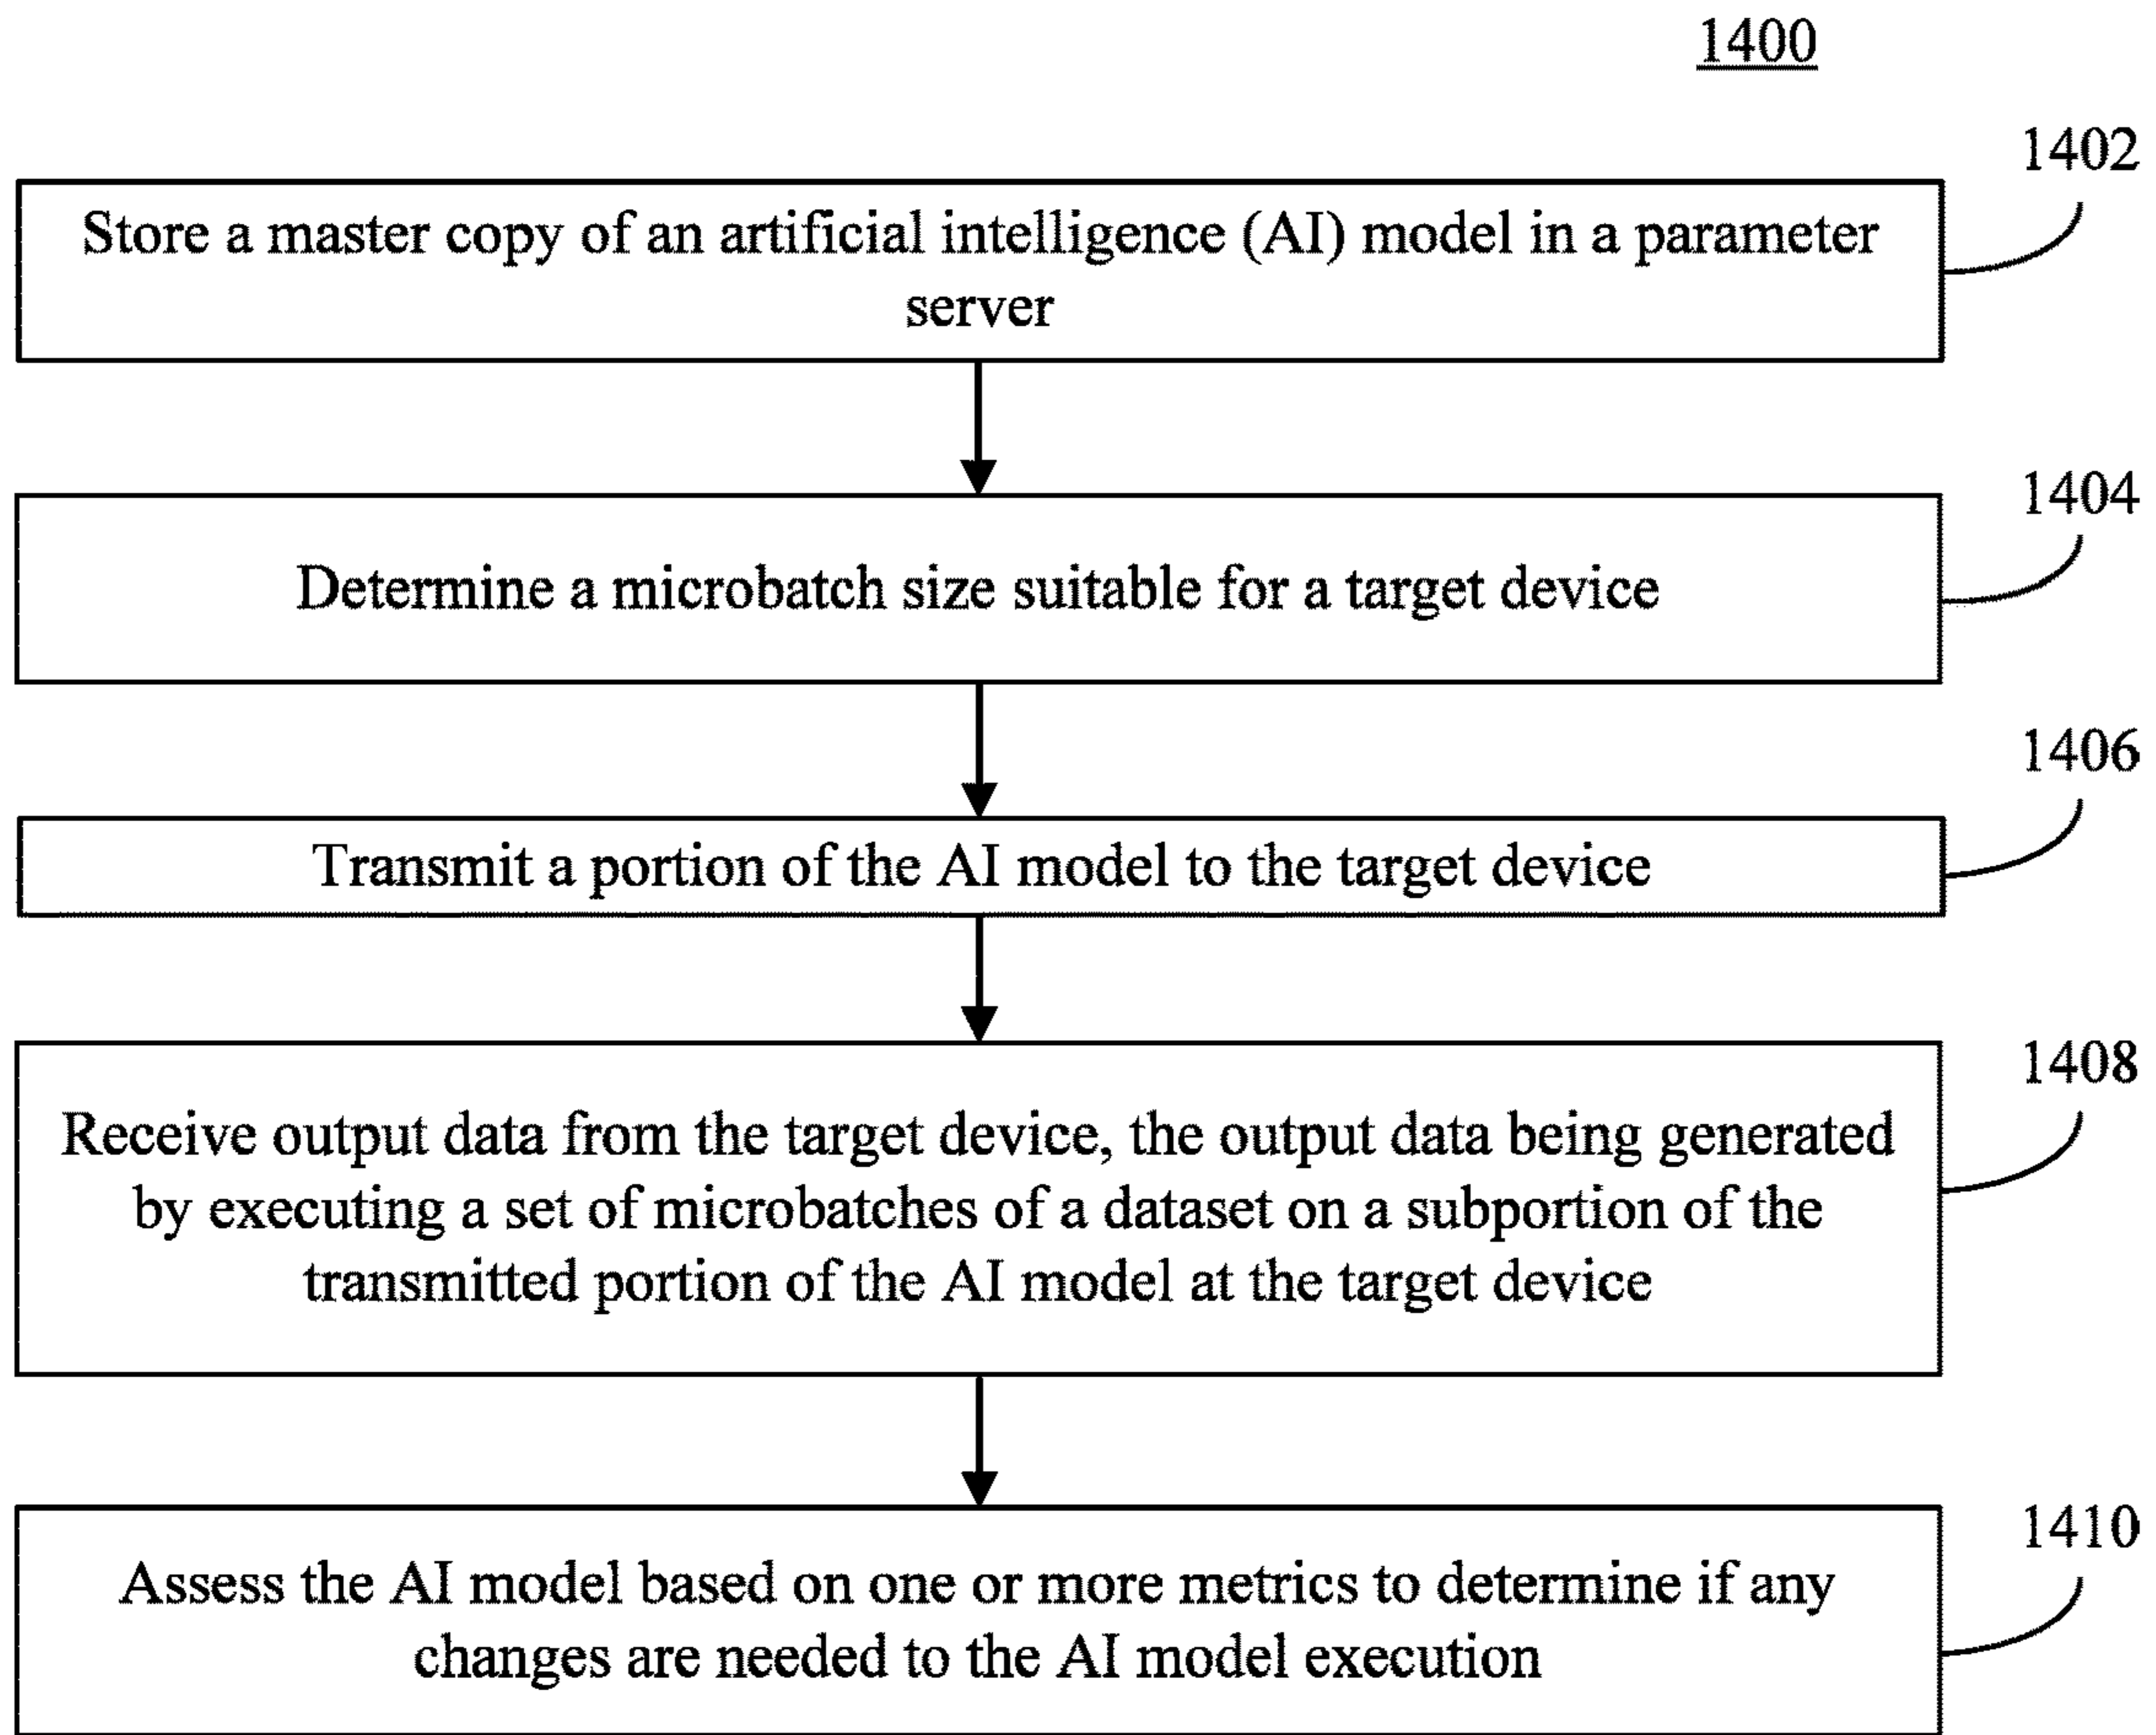 1400
1402
Store a master copy of an artificial intelligence (AI) model in a parameter
server
1404
Determine a microbatch size suitable for a target device
1406
Transmit a portion of the AI model to the target device
1408
Receive output data from the target device, the output data being generated
by executing a set of microbatches of a dataset on a subportion of the
transmitted portion of the AI model at the target device
1410
Assess the AI model based on one or more metrics to determine if any
changes are needed to the AI model execution